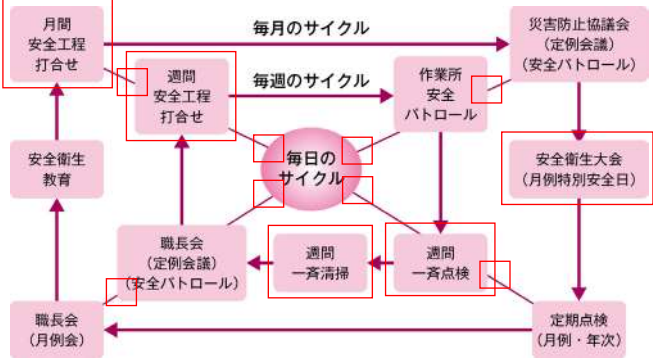 月間
安全工程
打合せ
毎月のサイクル
災害防止協議会
(定例会議)
(安全パトロール)
週間
安全工程
打合せ
毎週のサイクル
作業所
安全
パトロール
毎日の
サイクル
安全衛生
教育
安全衛生大会
(月例特別安全日)
職長会
(定例会議)
(安全パトロール)
週間
一斉清掃
週間
一斉点検
職長会
(月例会)
定期点検
(月例・年次)